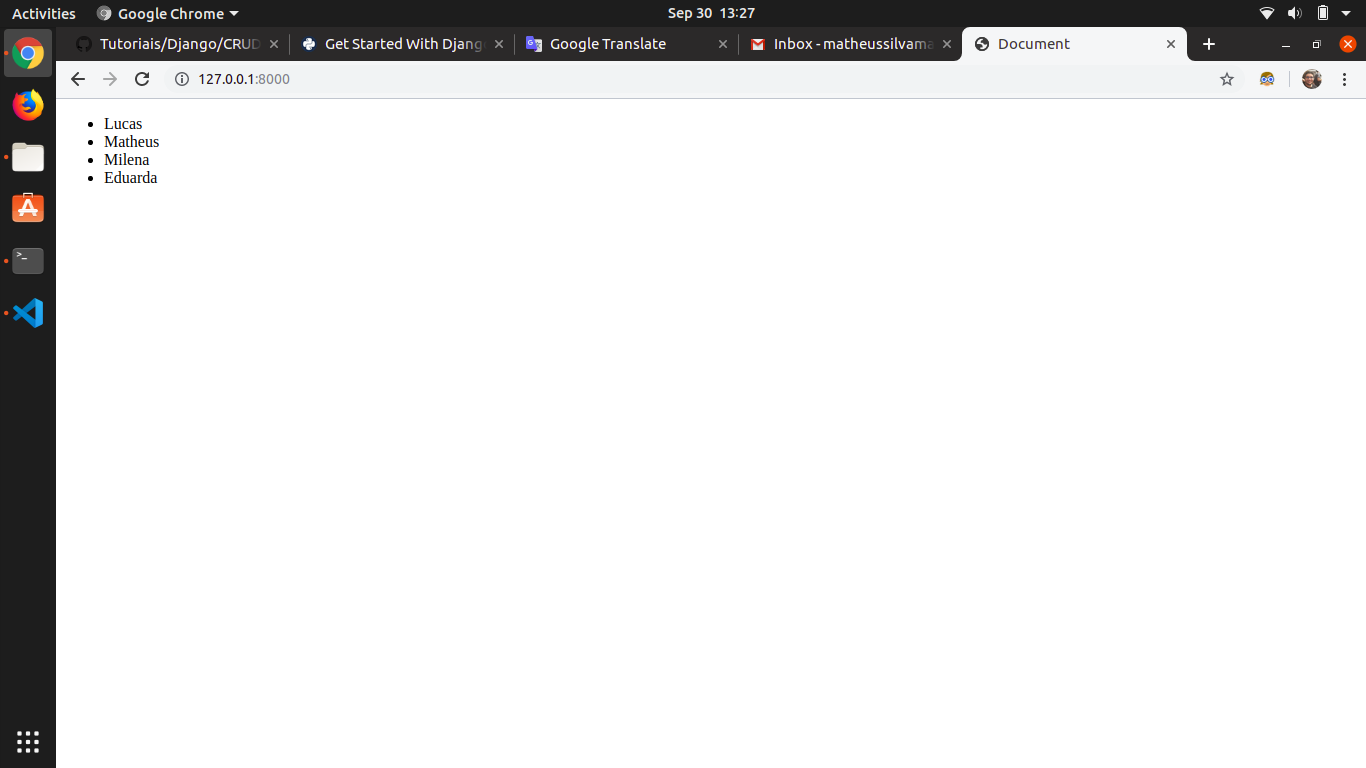 Activities Google Chrome Sep 30 13:27
Tutoriais/Django/CRUD Get Started With Django Google Translate Inbox - matheussilvama Document
127.0.0.1:8000
Lucas
Matheus
Milena
Eduarda